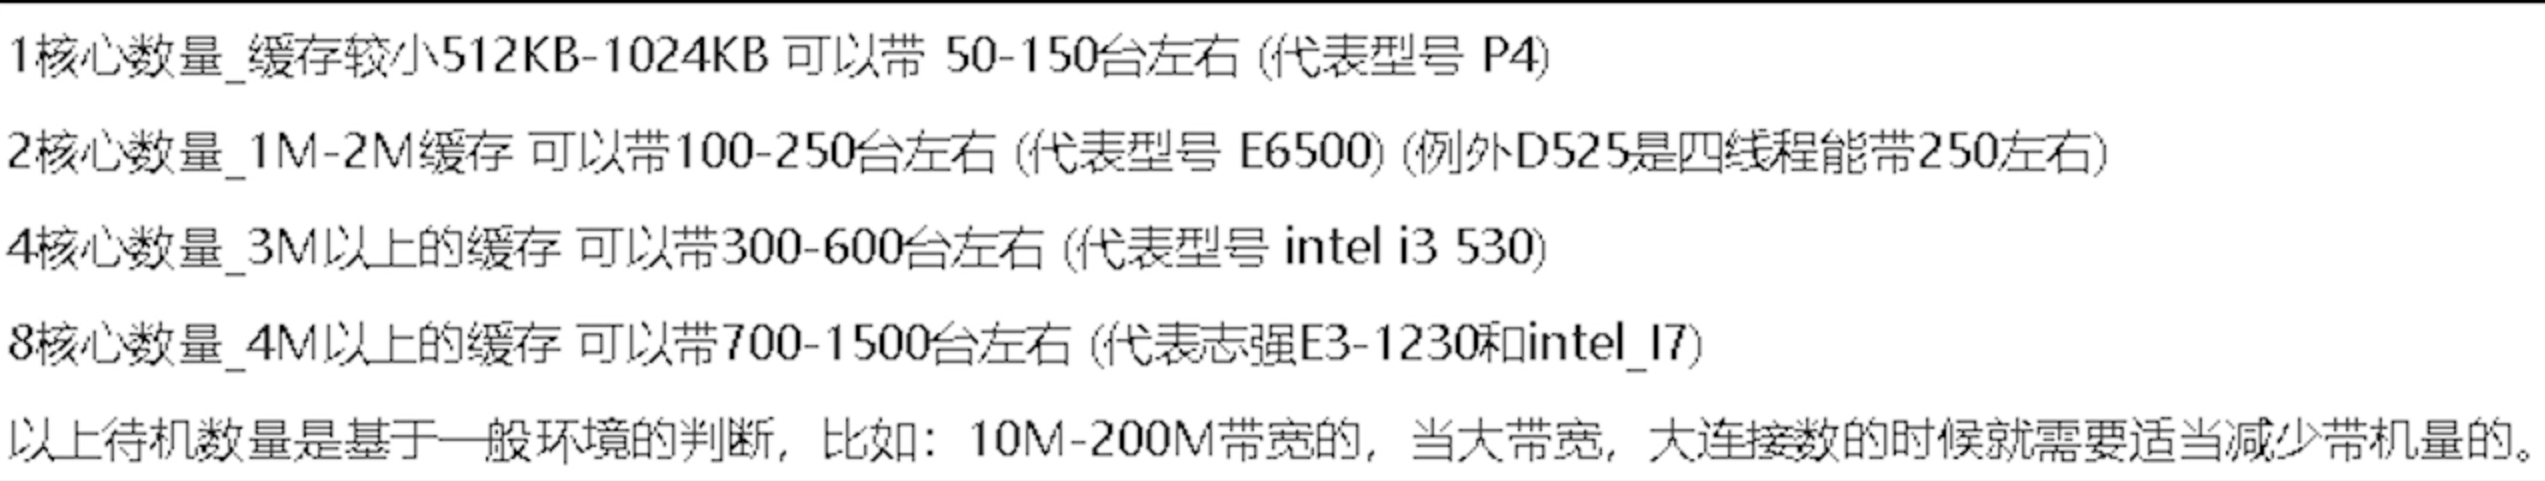 1核心数量_缓存较小512KB-1024KB 可以带 50-150台左右 (代表型号 P4)
2核心数量_1M-2M缓存 可以带100-250台左右 (代表型号 E6500) (例外D525是四线程能带250左右)
4核心数量_3M以上的缓存 可以带300-600台左右 (代表型号 intel i3 530)
8核心数量_4M以上的缓存 可以带700-1500台左右 (代表志强E3-1230和intel_I7)
以上待机数量是基于一般环境的判断，比如：10M-200M带宽的，当大带宽，大连接数的时候就需要适当减少带机量的。